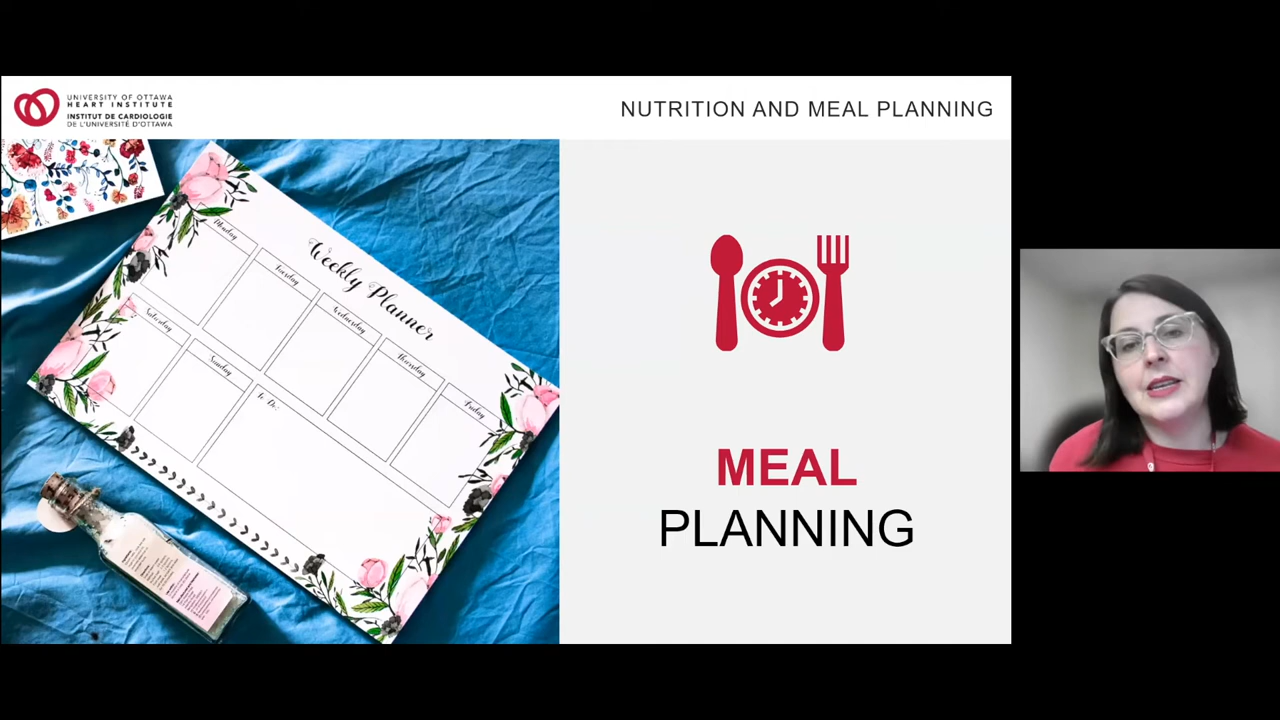 UNIVERSITY OF OTTAWA
HEART INSTITUTE
INSTITUT DE CARDIOLOGIE
DE L'UNIVERSITÉ D'OTTAWA
NUTRITION AND MEAL PLANNING
Weekly Planner
Monday
Tuesday
Wednesday
Thursday
Friday
Saturday
Sunday
To Do:
MEAL
PLANNING